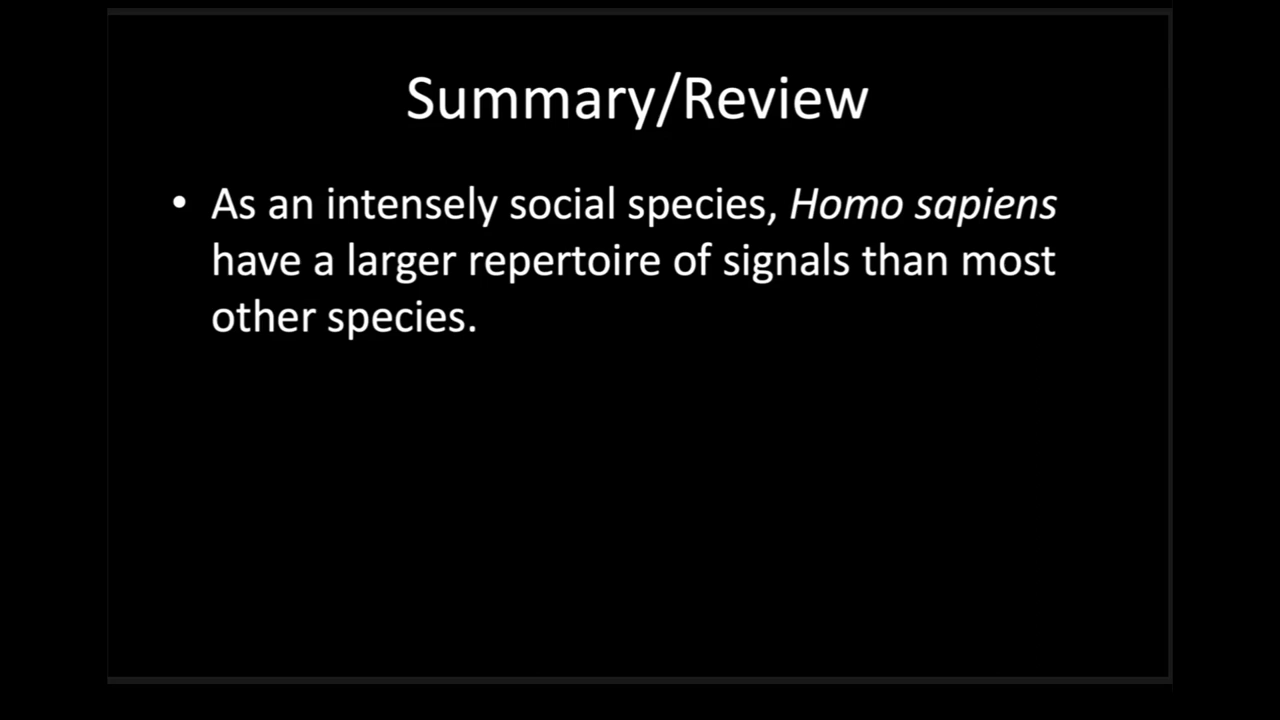 Summary/Review
• As an intensely social species, Homo sapiens
have a larger repertoire of signals than most
other species.